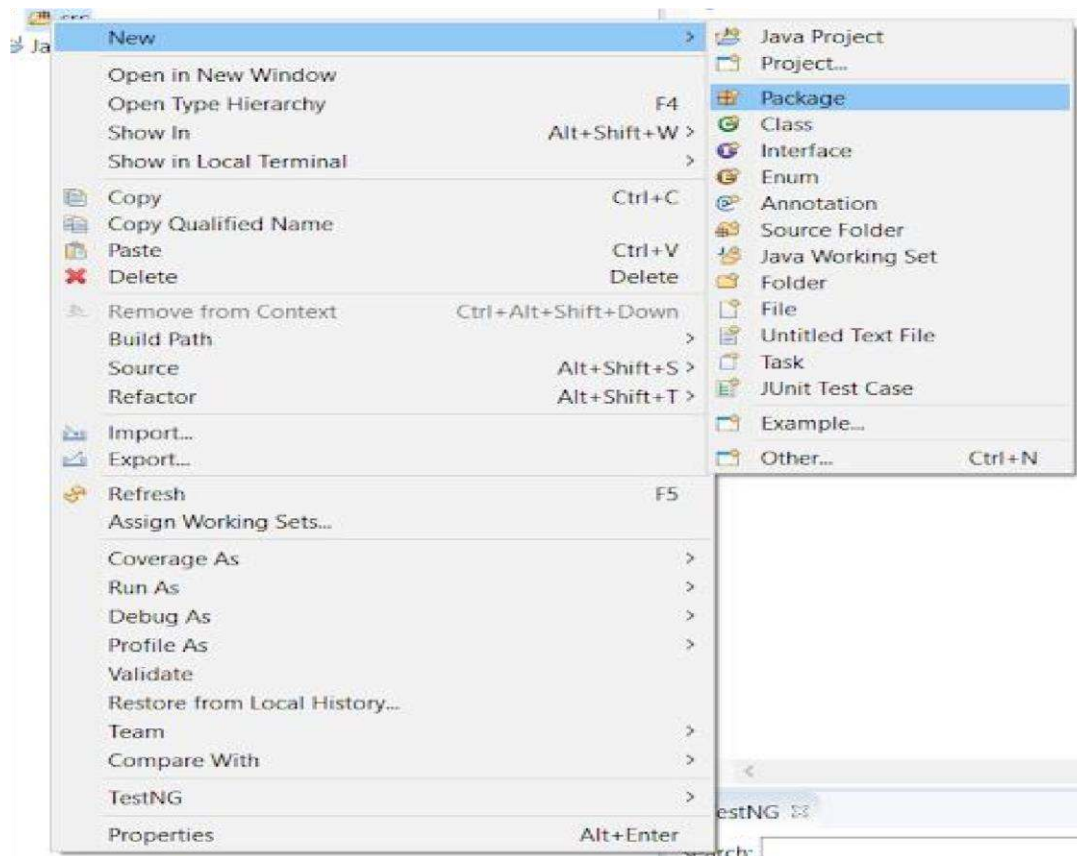 src
Ja
New >
Open in New Window
Open Type Hierarchy F4
Show In Alt+Shift+W >
Show in Local Terminal >
Copy Ctrl+C
Copy Qualified Name
Paste Ctrl+V
Delete Delete
Remove from Context Ctrl+Alt+Shift+Down
Build Path >
Source Alt+Shift+S >
Refactor Alt+Shift+T >
Import...
Export...
Refresh F5
Assign Working Sets...
Coverage As >
Run As >
Debug As >
Profile As >
Validate
Restore from Local History...
Team >
Compare With >
TestNG >
Properties Alt+Enter
Java Project
Project...
Package
Class
Interface
Enum
Annotation
Source Folder
Java Working Set
Folder
File
Untitled Text File
Task
JUnit Test Case
Example...
Other... Ctrl+N
estNG